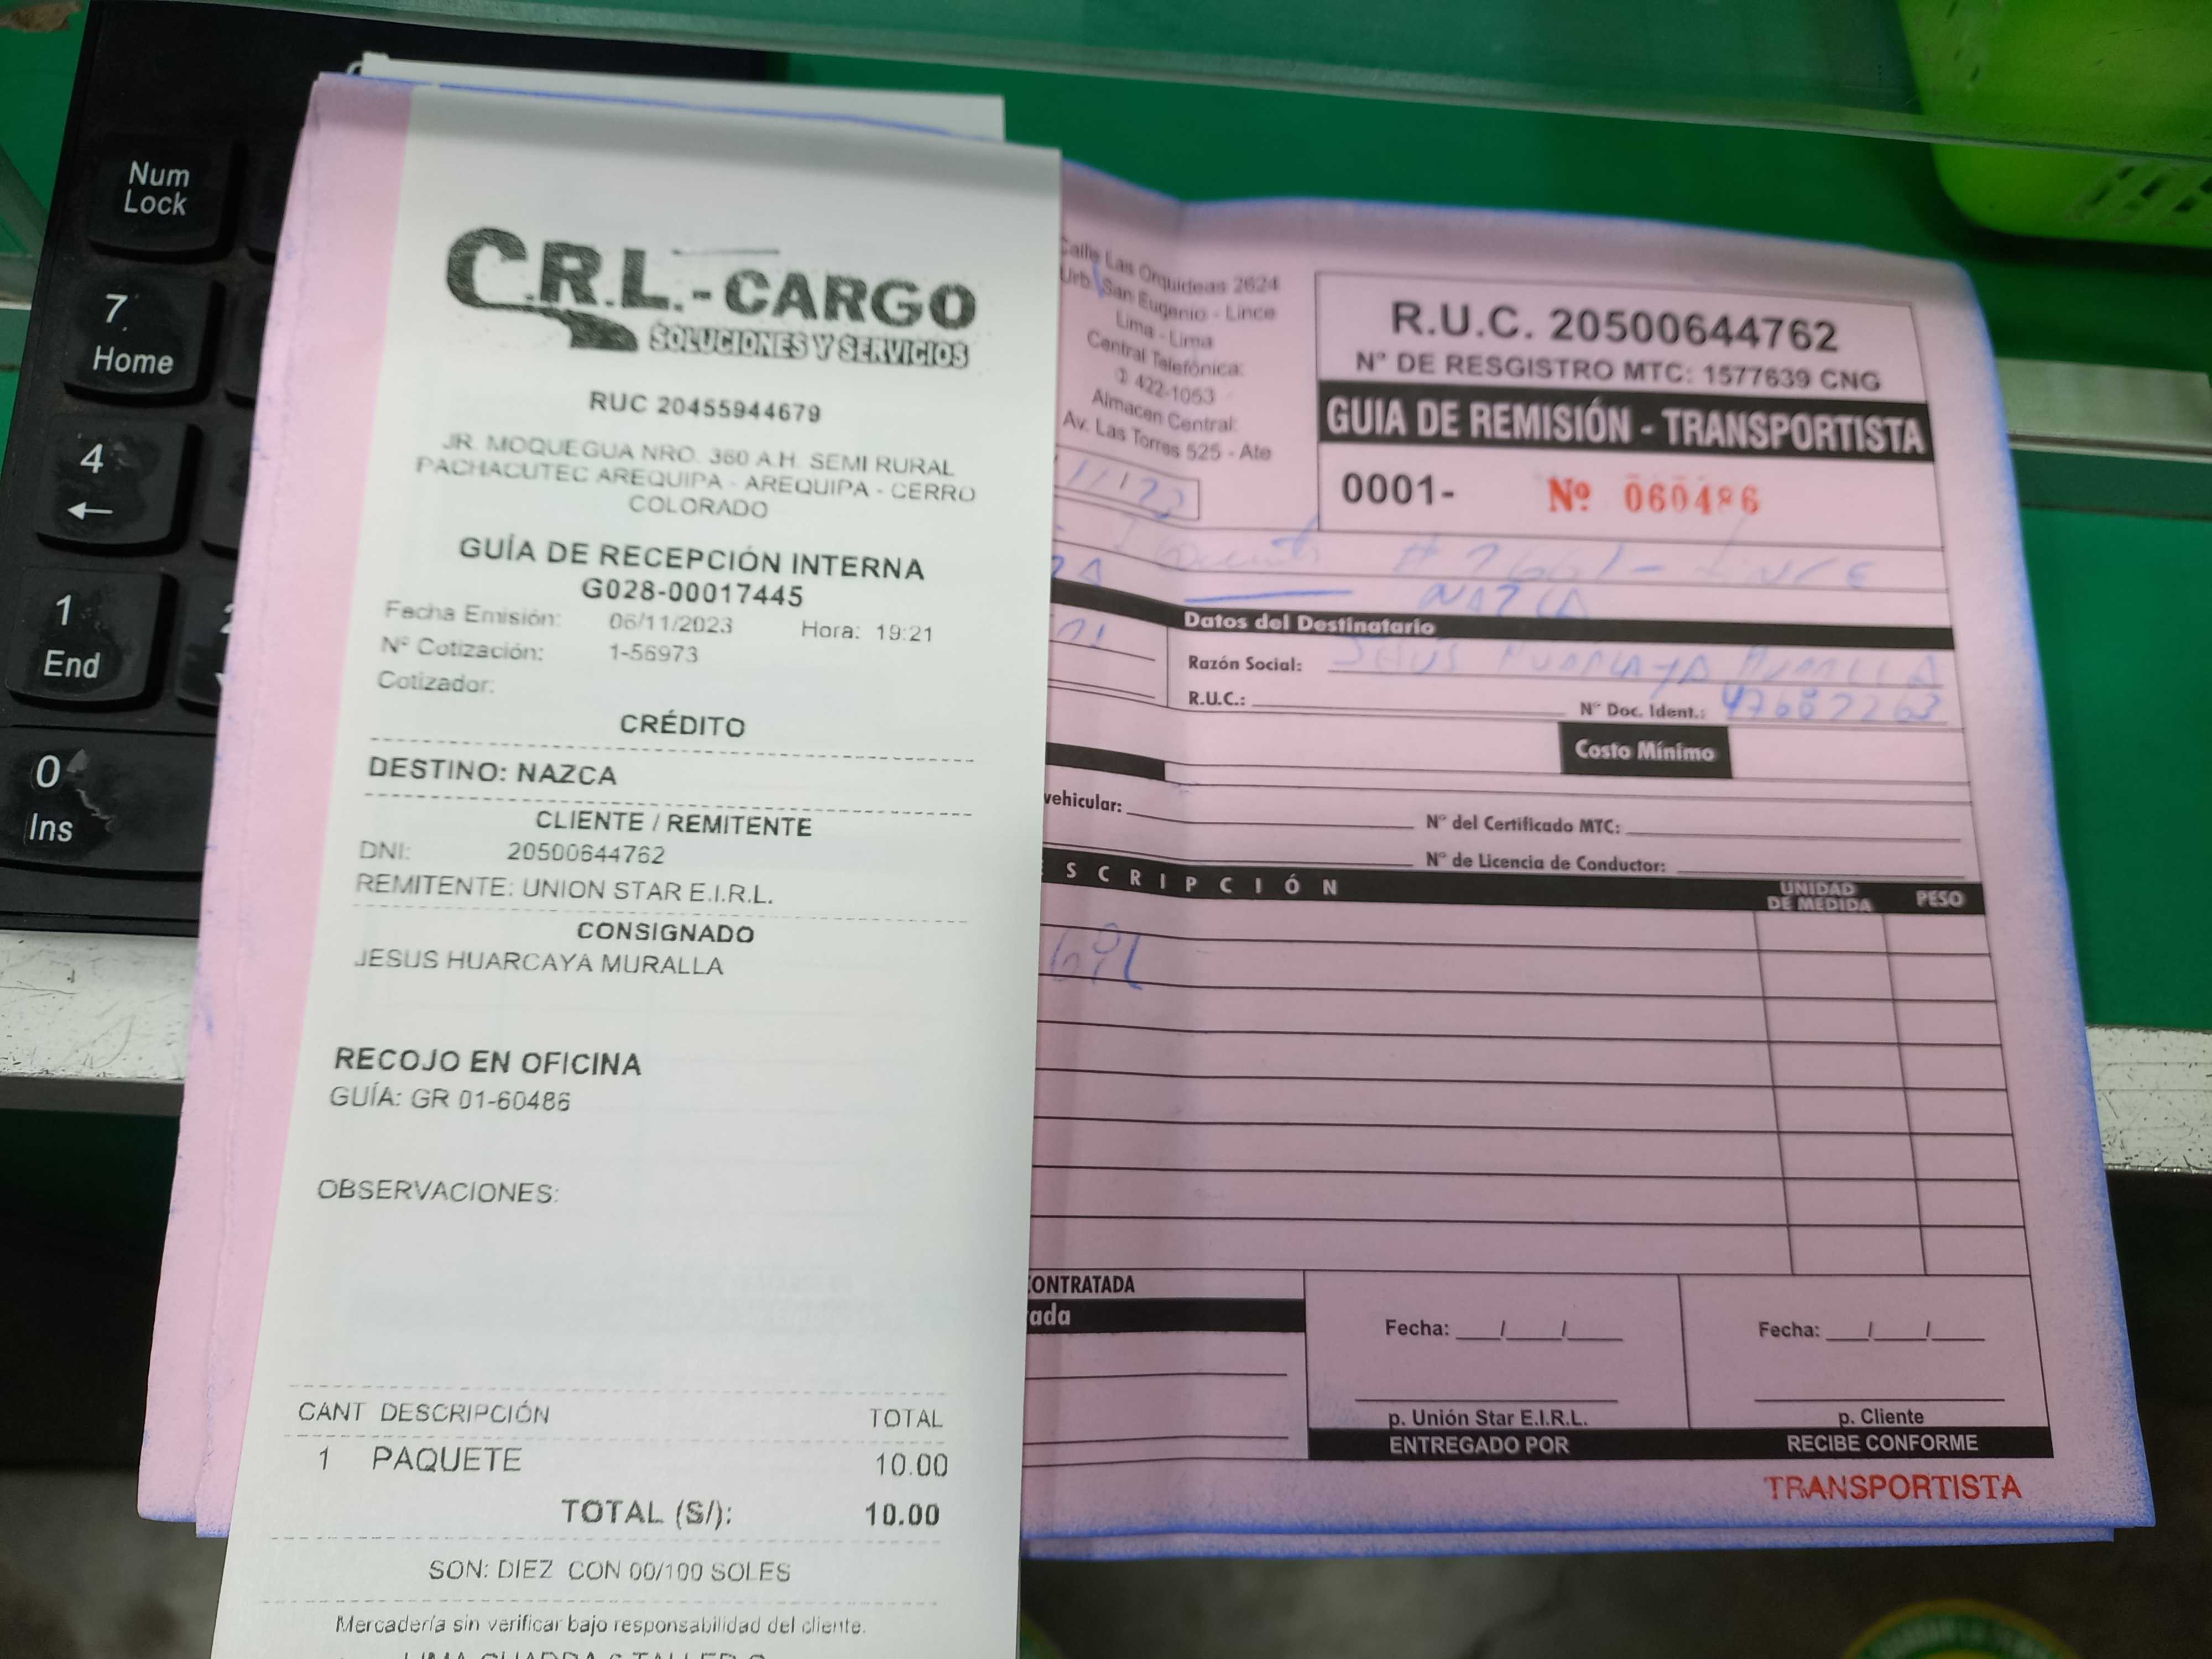 Num
Lock
7
Home
4
1
End
0
Ins
C.R.L.-CARGO
SOLUCIONES Y SERVICIOS
RUC 20455944679
JR. MOQUEGUA NRO. 360 A.H. SEMI RURAL
PACHACUTEC AREQUIPA - AREQUIPA - CERRO
COLORADO
GUÍA DE RECEPCIÓN INTERNA
G028-00017445
Fecha Emisión: 06/11/2023 Hora: 19:21
Nº Cotización: 1-56973
Cotizador:
CRÉDITO
DESTINO: NAZCA
CLIENTE / REMITENTE
DNI: 20500644762
REMITENTE: UNION STAR E.I.R.L.
CONSIGNADO
JESUS HUARCAYA MURALLA
RECOJO EN OFICINA
GUÍA: GR 01-60486
OBSERVACIONES:
CANT DESCRIPCIÓN TOTAL
1 PAQUETE 10.00
TOTAL (S/): 10.00
SON: DIEZ CON 00/100 SOLES
Mercadería sin verificar bajo responsabilidad del cliente.
Calle Las Orquideas 2624
Urb. San Eugenio - Lince
Lima - Lima
Central Telefónica:
422-1053
Almacen Central:
Av. Las Torres 525 - Ate
R.U.C. 20500644762
N° DE RESGISTRO MTC: 1577639 CNG
GUIA DE REMISIÓN - TRANSPORTISTA
0001- Nº 060486
NAZCA
Datos del Destinatario
Razón Social:
R.U.C.: N° Doc. Ident.: 47687263
Costo Mínimo
vehicular: N° del Certificado MTC:
N° de Licencia de Conductor:
SCRIPCIÓN UNIDAD DE MEDIDA PESO
ONTRATADA
ada
Fecha: __/__/__ Fecha: __/__/__
p. Unión Star E.I.R.L. p. Cliente
ENTREGADO POR RECIBE CONFORME
TRANSPORTISTA